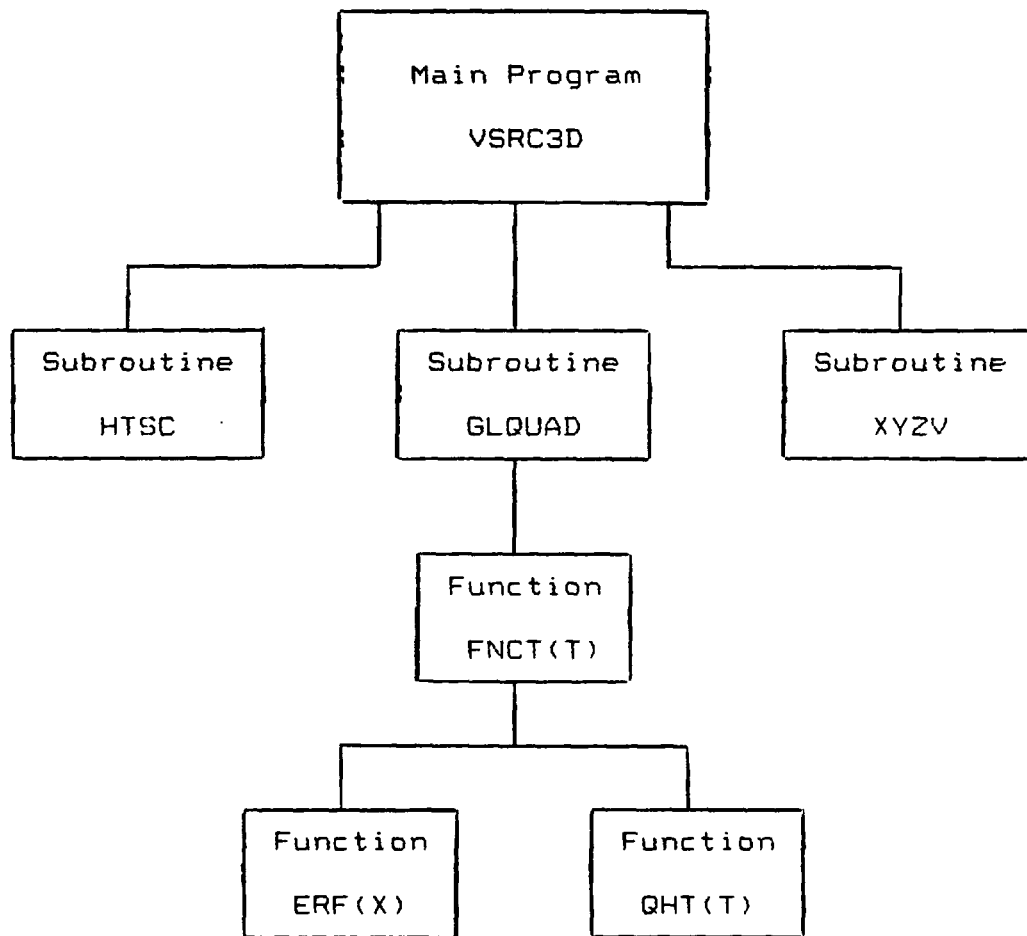 Main Program
VSRC3D
Subroutine
HTSC
Subroutine
GLQUAD
Subroutine
XYZV
Function
FNCT(T)
Function
ERF(X)
Function
QHT(T)